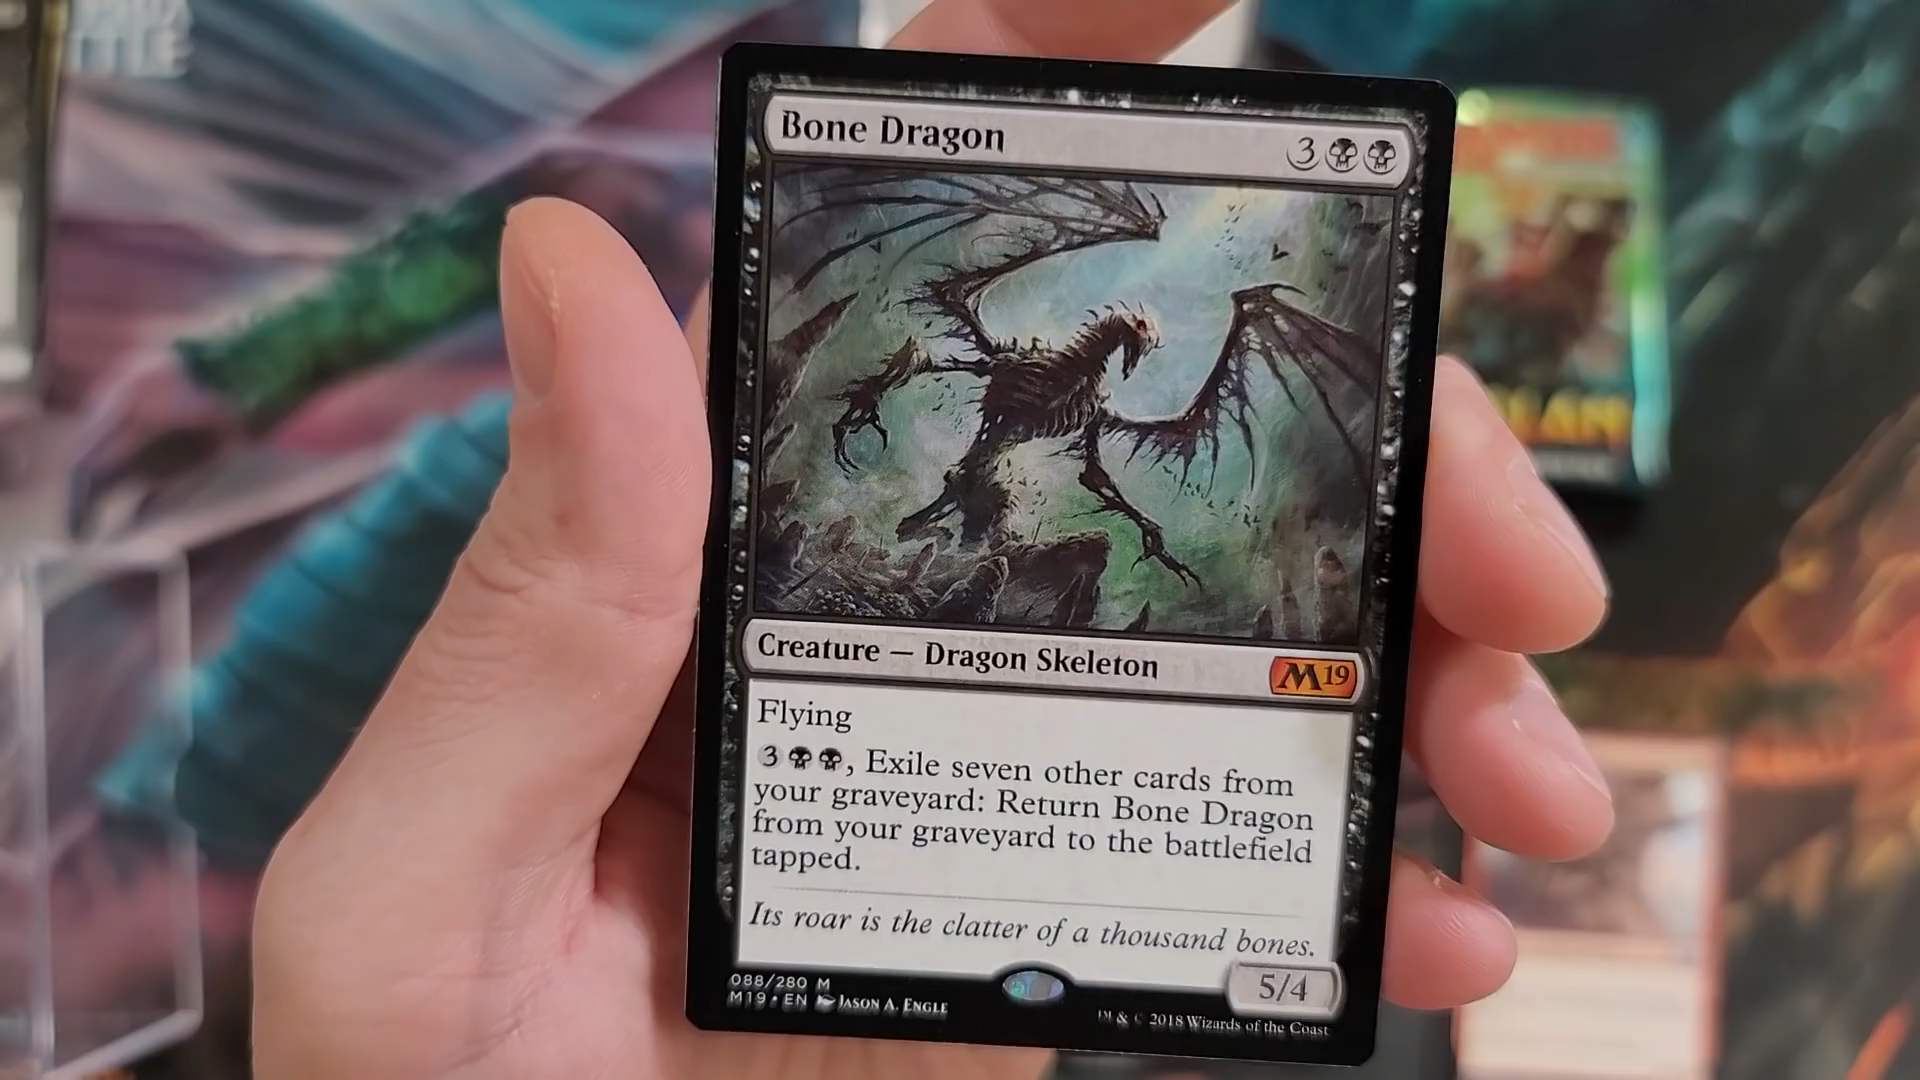 Bone Dragon 3
Creature — Dragon Skeleton M19
Flying
3 , Exile seven other cards from
your graveyard: Return Bone Dragon
from your graveyard to the battlefield
tapped.
Its roar is the clatter of a thousand bones.
5/4
088/280 M
M19 • EN Jason A. Engle
™ & © 2018 Wizards of the Coast